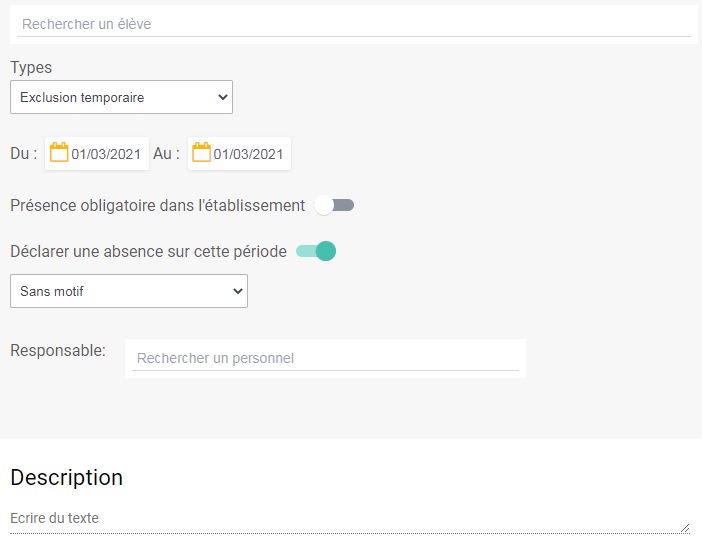 Rechercher un élève
Types
Exclusion temporaire
Du : 01/03/2021 Au : 01/03/2021
Présence obligatoire dans l'établissement
Déclarer une absence sur cette période
Sans motif
Responsable: Rechercher un personnel
Description
Ecrire du texte